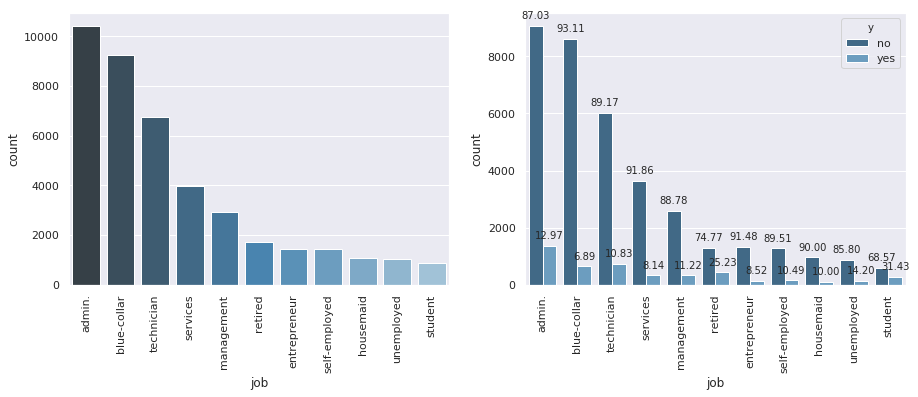 10000
8000
6000
4000
2000
0
count
admin.
blue-collar
technician
services
management
retired
entrepreneur
self-employed
housemaid
unemployed
student
job
8000
6000
4000
2000
0
count
87.03
93.11
89.17
91.86
88.78
74.77
91.48
89.51
90.00
85.80
68.57
12.97
6.89
10.83
8.14
11.22
25.23
8.52
10.49
10.00
14.20
31.43
y
no
yes
admin.
blue-collar
technician
services
management
retired
entrepreneur
self-employed
housemaid
unemployed
student
job